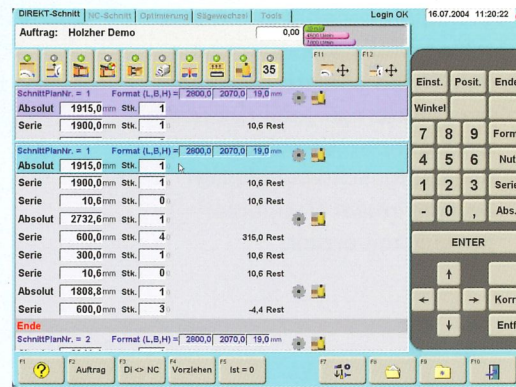 DIREKT-Schnitt NC-Schnitt Optimierung Sägewechsel Tools Login OK 16.07.2004 11:20:22
Auftrag: Holzher Demo 0,00
35 F11 F12
SchnittPlanNr. = 1 Format (L,B,H) = 2800,0 2070,0 19,0 mm
Absolut 1915,0 mm Stk. 1
Serie 1900,0 mm Stk. 1 10,6 Rest
SchnittPlanNr. = 1 Format (L,B,H) = 2800,0 2070,0 19,0 mm
Absolut 1915,0 mm Stk. 1
Serie 1900,0 mm Stk. 1 10,6 Rest
Serie 10,6 mm Stk. 0 10,6 Rest
Absolut 2732,6 mm Stk. 1
Serie 600,0 mm Stk. 4 315,0 Rest
Serie 300,0 mm Stk. 1 10,6 Rest
Serie 10,6 mm Stk. 0 10,6 Rest
Absolut 1808,8 mm Stk. 1
Serie 600,0 mm Stk. 3 -4,4 Rest
Ende
SchnittPlanNr. = 2 Format (L,B,H) = 2800,0 2070,0 19,0 mm
F1 F2 Auftrag F3 Di <> NC F4 Vorziehen F5 Ist = 0 F7 F8 F9 F10
Einst. Posit. Ende
Winkel
7 8 9 Form
4 5 6 Nut
1 2 3 Serie
- 0 , Abs.
ENTER
Korr
Entf